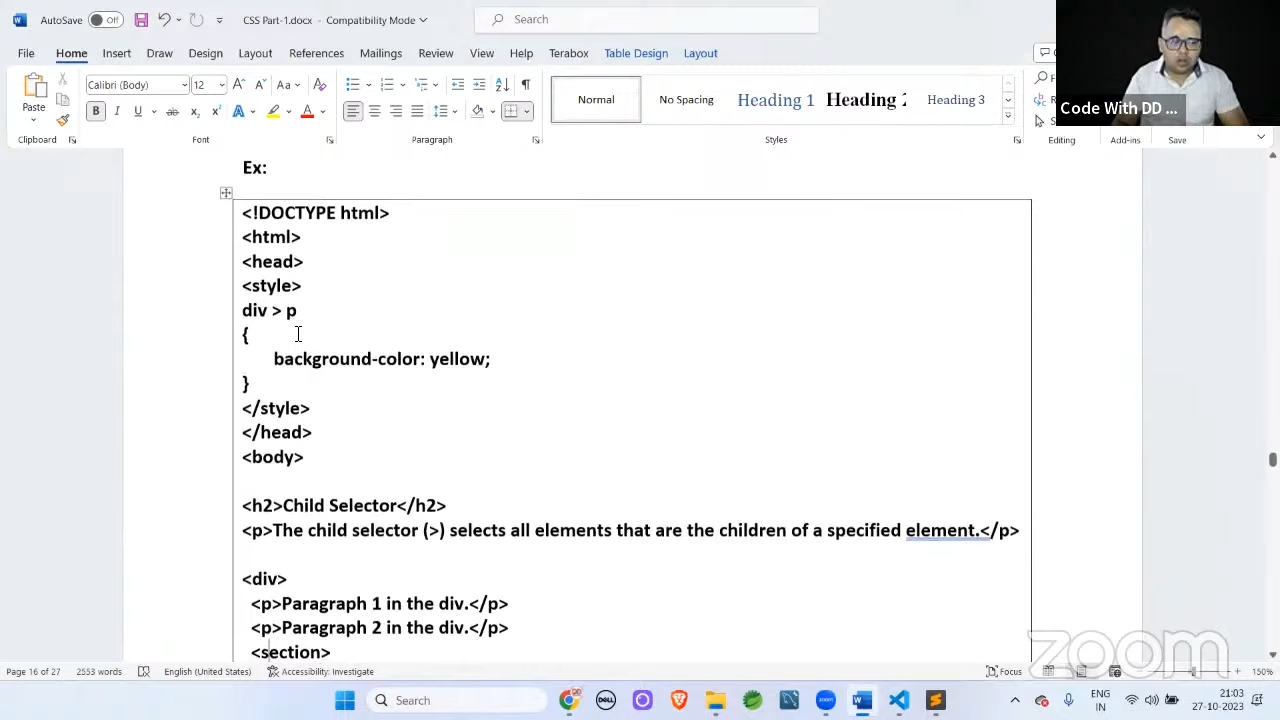 AutoSave Off CSS Part1.docx - Compatibility Mode Search
File Home Insert Draw Design Layout References Mailings Review View Help Terabox Table Design Layout
Paste Calibri (Body) 12 Normal No Spacing Heading 1 Heading 2 Heading 3
Code With DD ...
Clipboard Font Paragraph Styles Editing Add-ins Save
Ex:
<!DOCTYPE html>
<html>
<head>
<style>
div > p
{
background-color: yellow;
}
</style>
</head>
<body>
<h2>Child Selector</h2>
<p>The child selector (>) selects all elements that are the children of a specified element.</p>
<div>
<p>Paragraph 1 in the div.</p>
<p>Paragraph 2 in the div.</p>
<section>
zoom
Page 16 of 27 2553 words English (United States) Accessibility: Investigate Focus 150%
Search ENG IN 21:03 27-10-2023